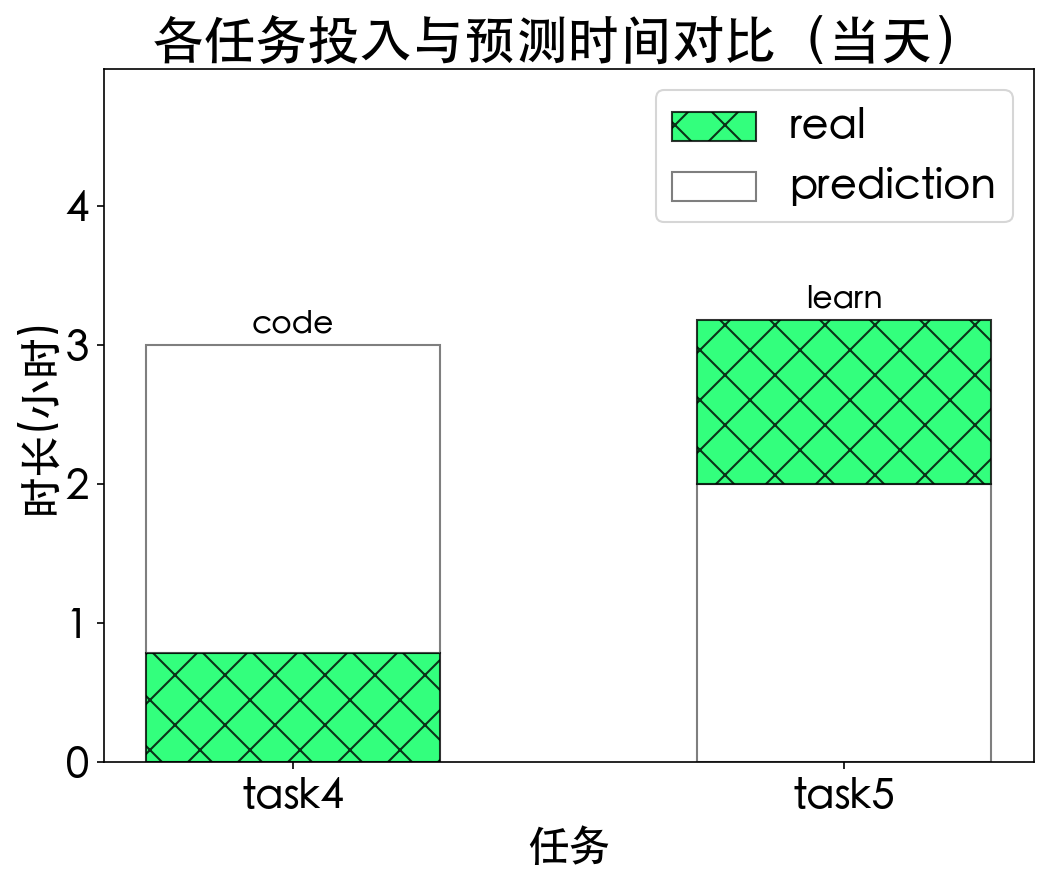 各任务投入与预测时间对比（当天）
real
prediction
4
learn
code
3
时长(小时)
2
1
0
task4
task5
任务